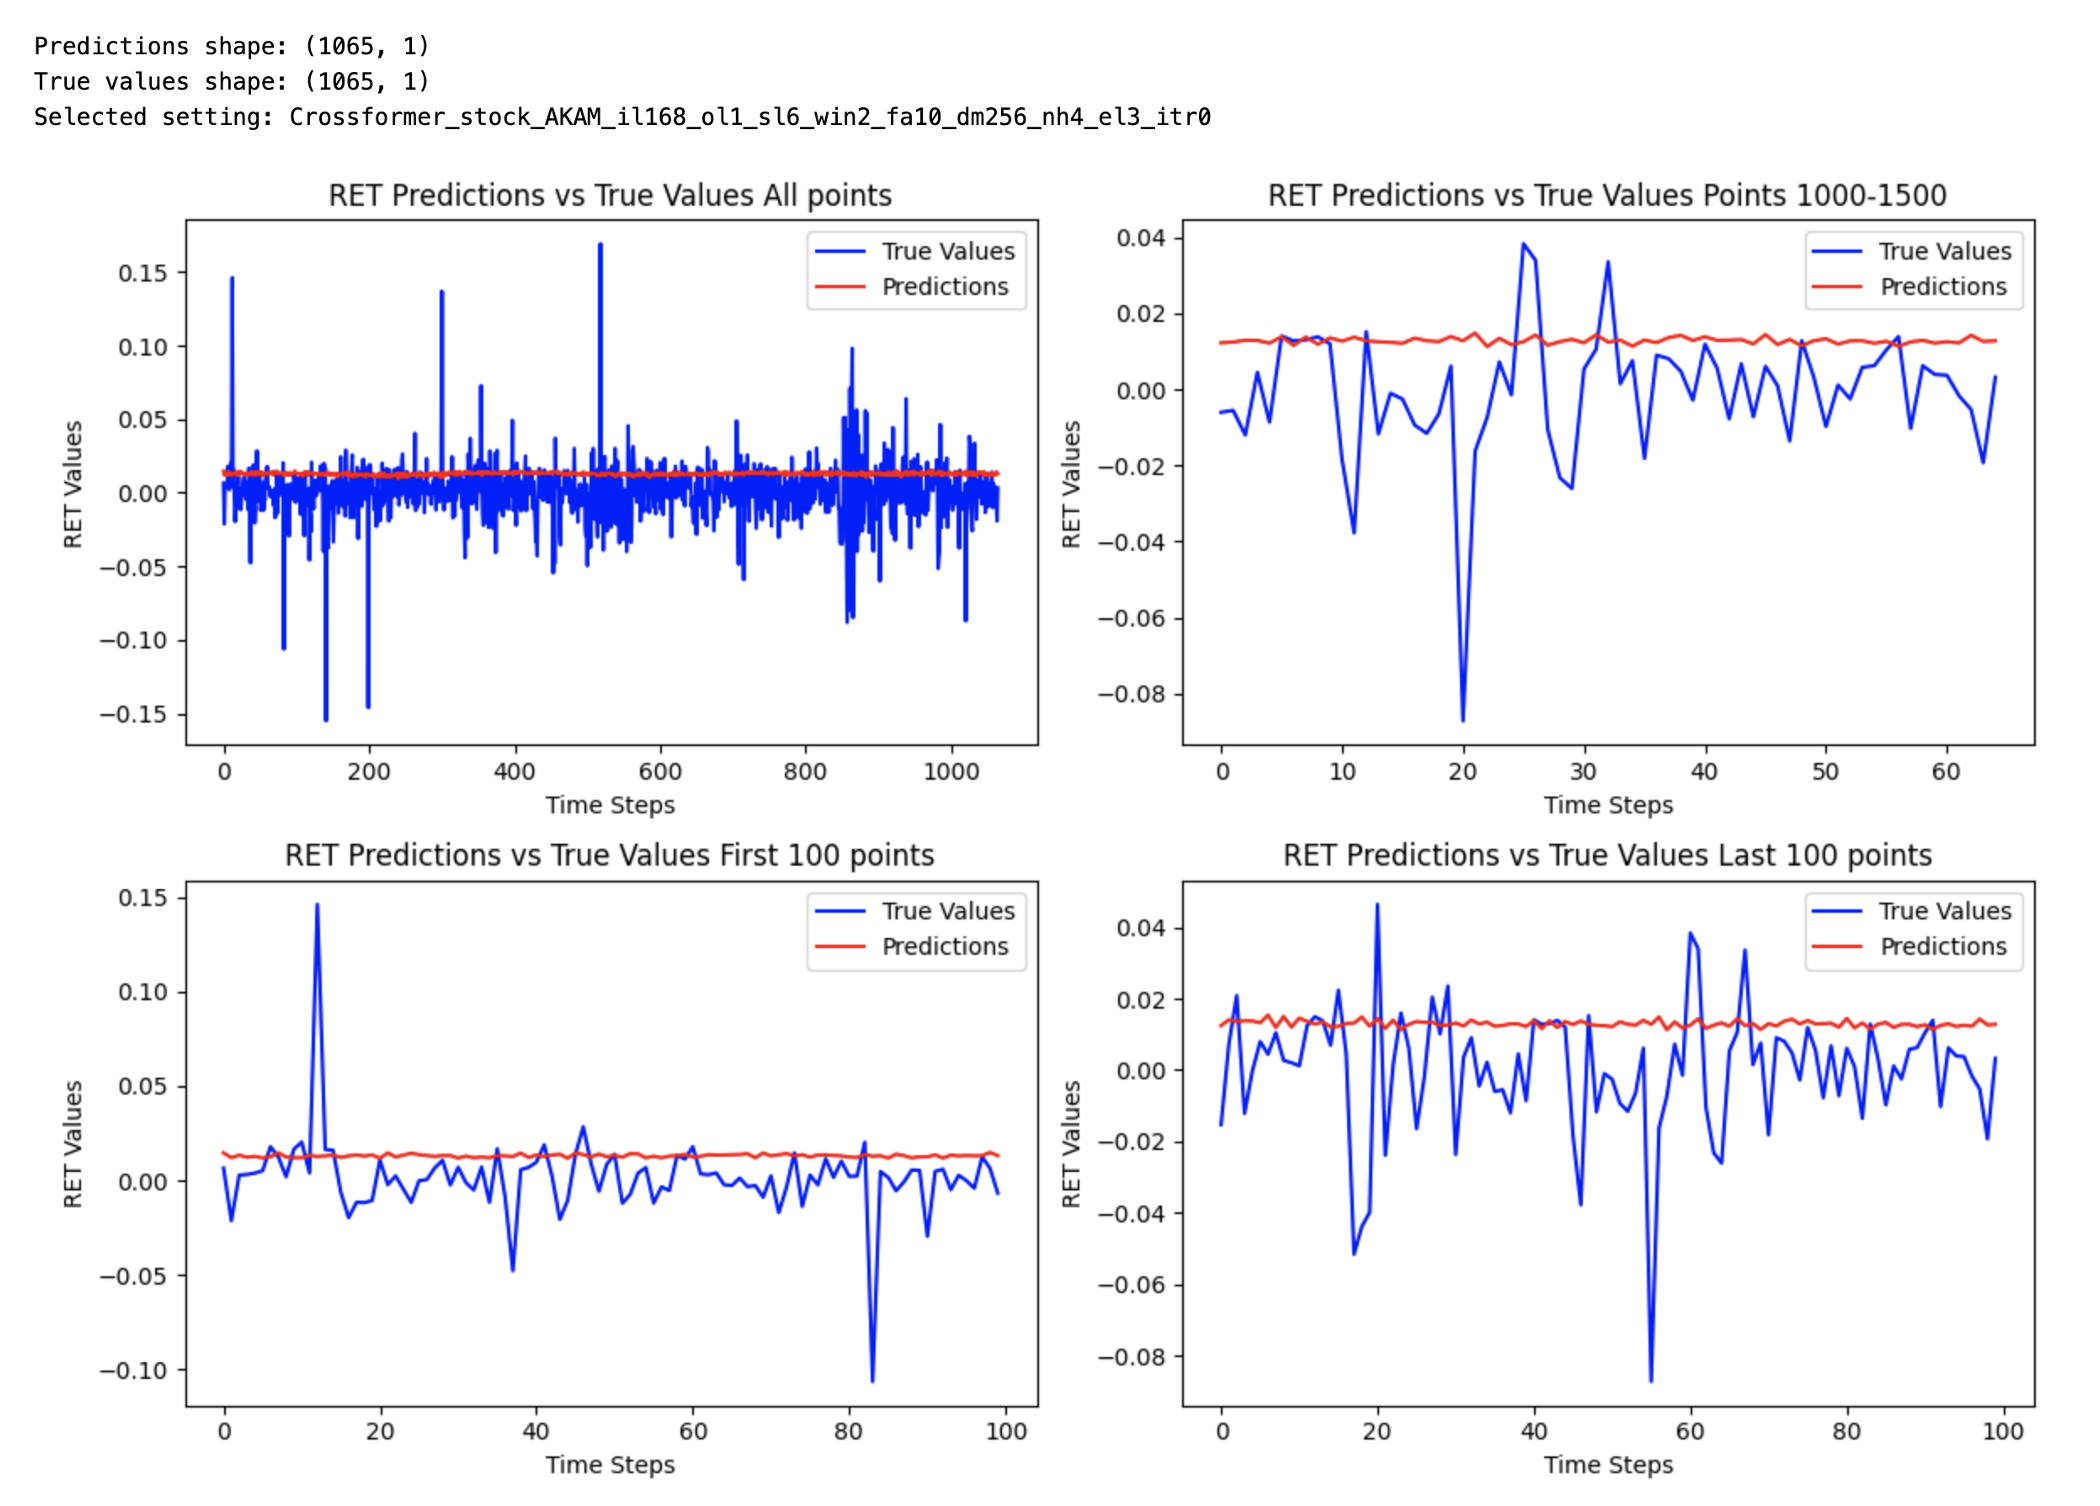 Predictions shape: (1065, 1)
True values shape: (1065, 1)
Selected setting: Crossformer_stock_AKAM_il168_ol1_sl6_win2_fa10_dm256_nh4_el3_itr0
RET Predictions vs True Values All points
True Values
Predictions
RET Values
0.15
0.10
0.05
0.00
−0.05
−0.10
−0.15
0 200 400 600 800 1000
Time Steps
RET Predictions vs True Values Points 1000-1500
True Values
Predictions
RET Values
0.04
0.02
0.00
−0.02
−0.04
−0.06
−0.08
0 10 20 30 40 50 60
Time Steps
RET Predictions vs True Values First 100 points
True Values
Predictions
RET Values
0.15
0.10
0.05
0.00
−0.05
−0.10
0 20 40 60 80 100
Time Steps
RET Predictions vs True Values Last 100 points
True Values
Predictions
RET Values
0.04
0.02
0.00
−0.02
−0.04
−0.06
−0.08
0 20 40 60 80 100
Time Steps